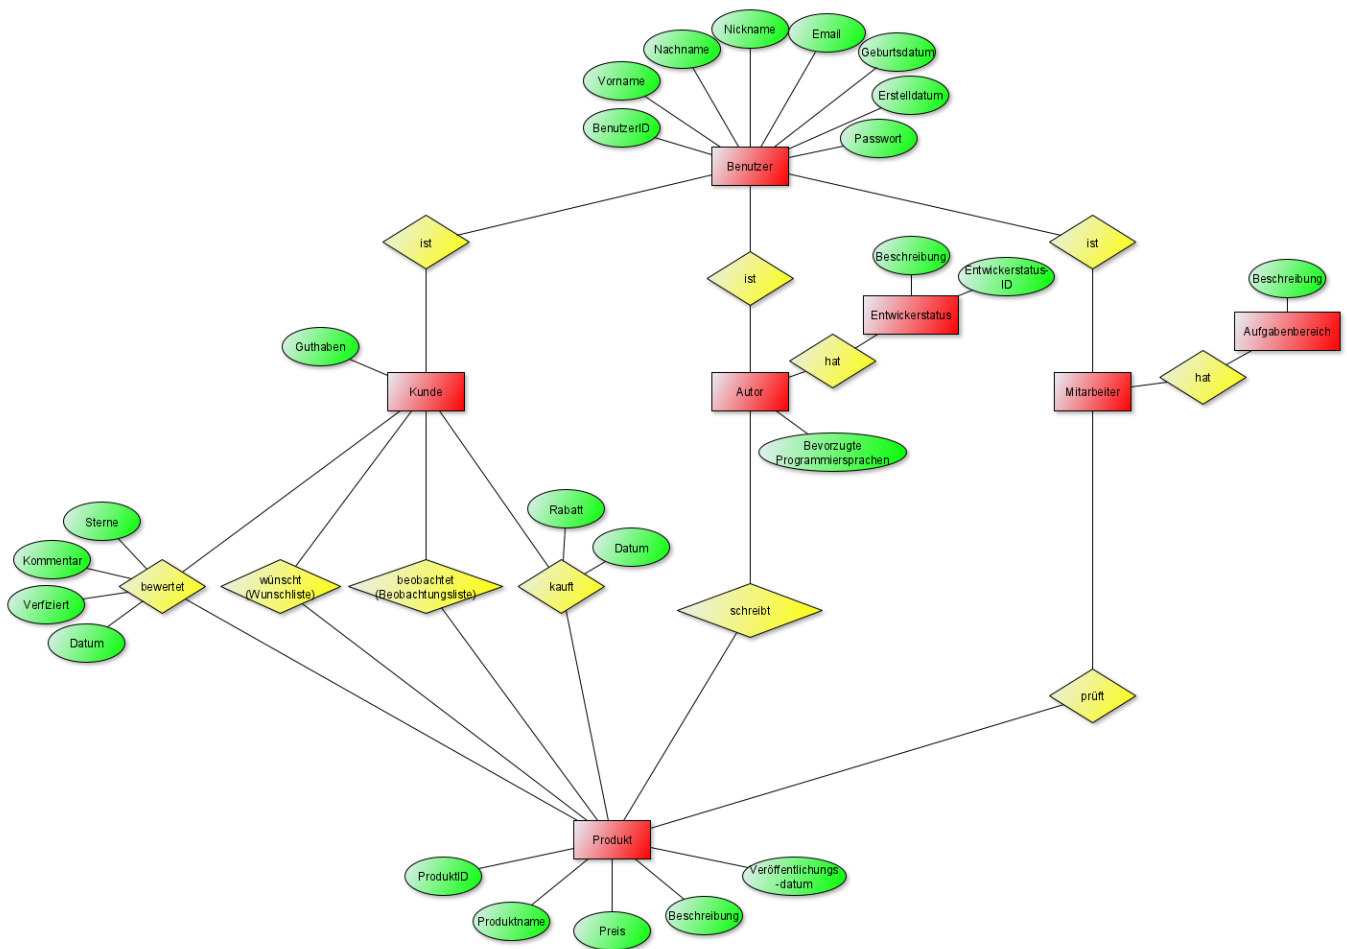 Nickname
Email
Nachname
Geburtsdatum
Vorname
Erstelldatum
BenutzerID
Passwort
Benutzer
ist
ist
ist
Beschreibung
Entwickerstatus-
ID
Beschreibung
Entwickerstatus
Aufgabenbereich
Guthaben
hat
hat
Kunde
Autor
Mitarbeiter
Bevorzugte
Programmiersprachen
Sterne
Rabatt
Kommentar
Datum
bewertet
wünscht
(Wunschliste)
beobachtet
(Beobachtungsliste)
kauft
Verfiziert
schreibt
Datum
prüft
Produkt
ProduktID
Veröffentlichungs
-datum
Produktname
Beschreibung
Preis